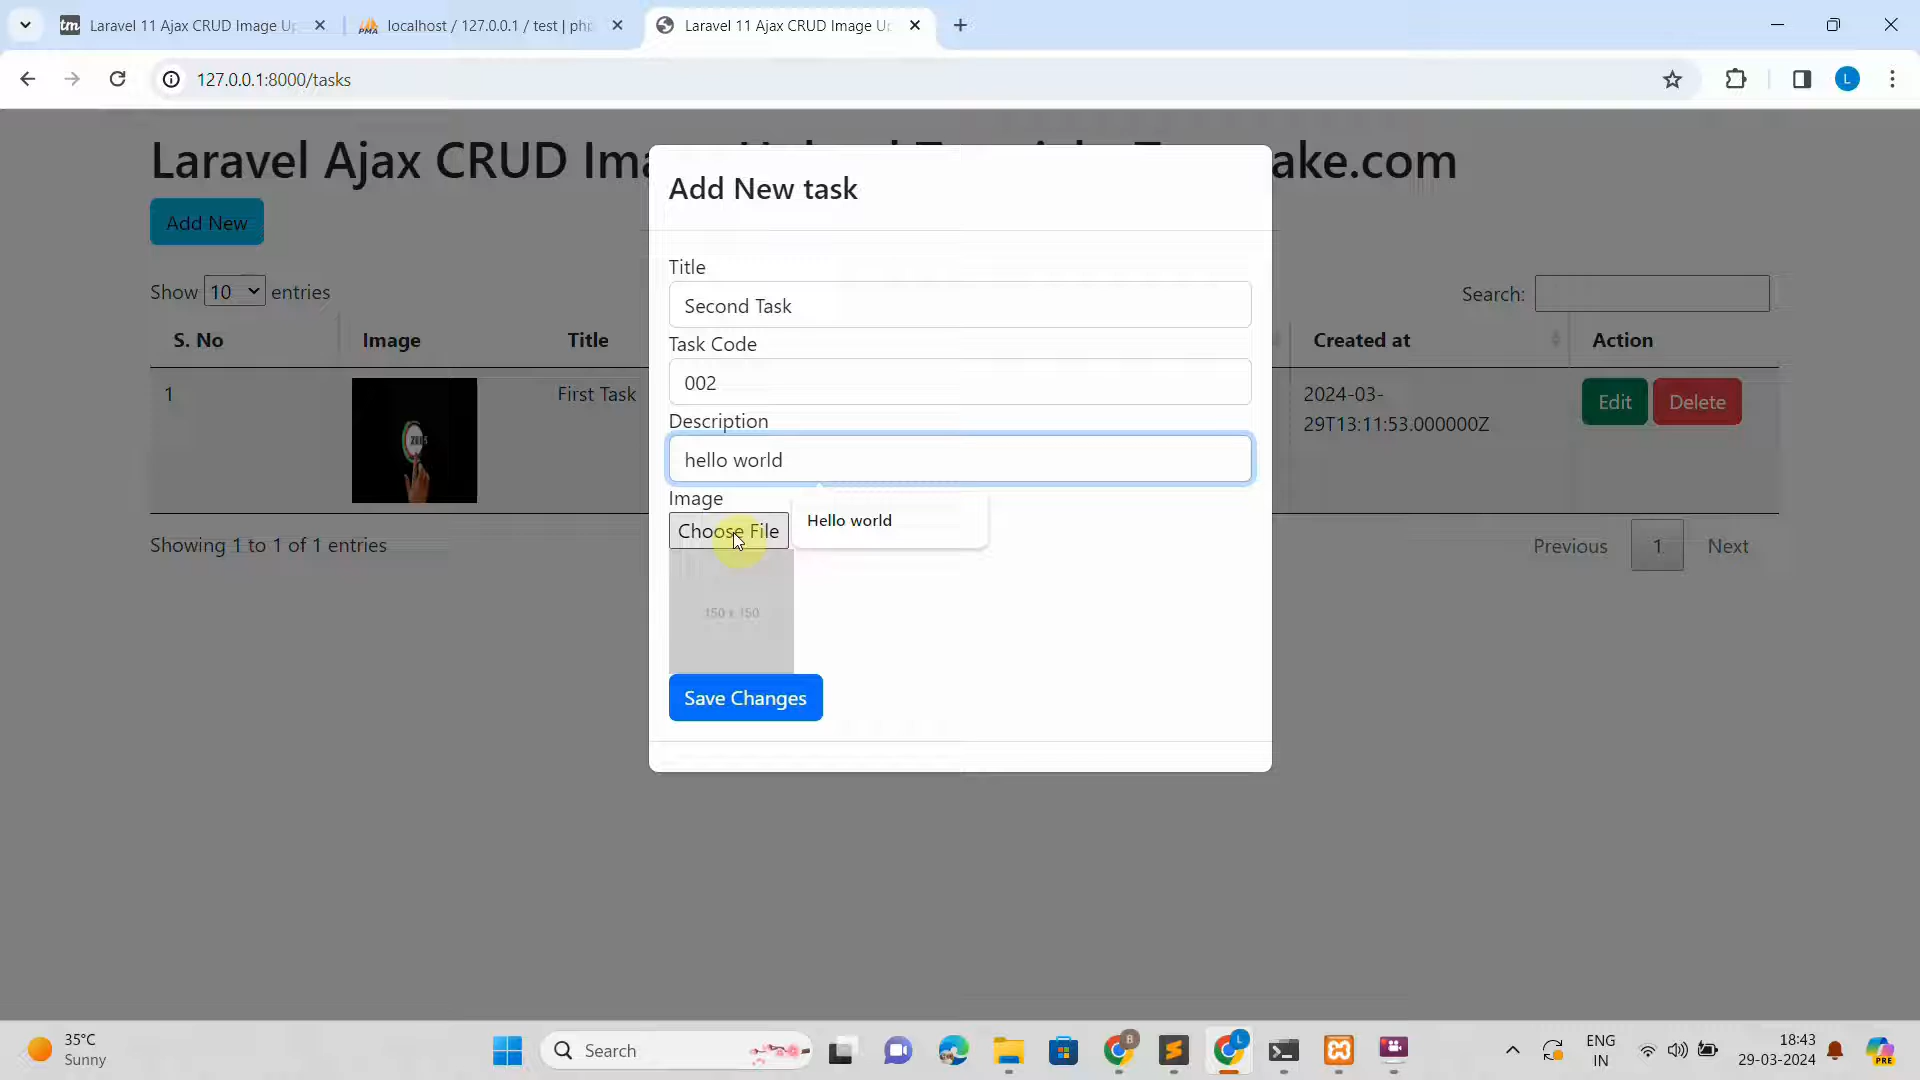 Laravel 11 Ajax CRUD Image Up
localhost / 127.0.0.1 / test | php
Laravel 11 Ajax CRUD Image Up
127.0.0.1:8000/tasks
L
Laravel Ajax CRUD Ima
ake.com
Add New
Show 10 entries
Search:
S. No
Image
Title
Created at
Action
1
First Task
2024-03-
29T13:11:53.000000Z
Edit
Delete
Showing 1 to 1 of 1 entries
Previous
1
Next
Add New task
Title
Second Task
Task Code
002
Description
hello world
Image
Choose File
Hello world
150 x 150
Save Changes
35°C
Sunny
Search
B
L
ENG
IN
18:43
29-03-2024
PRE